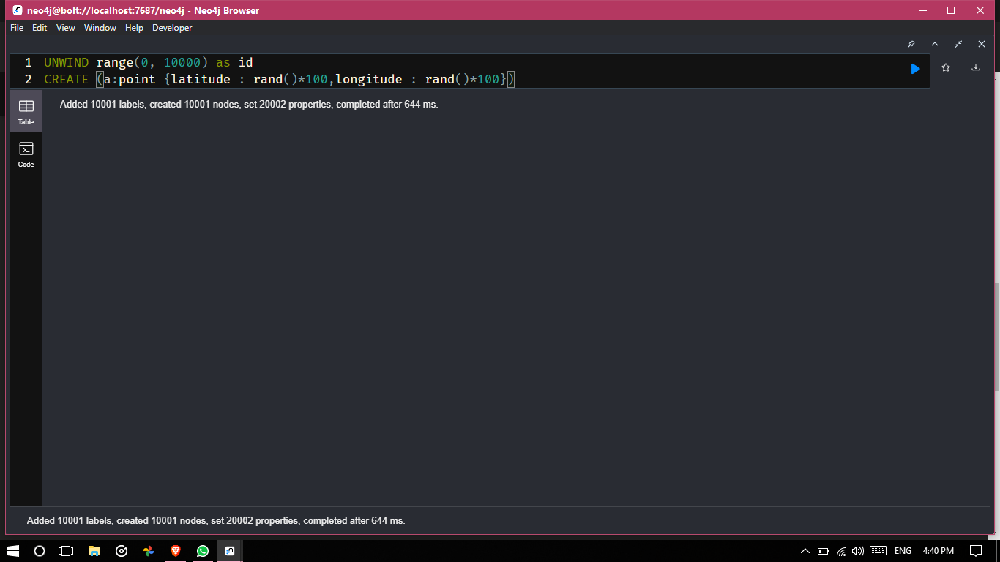 neo4j@bolt://localhost:7687/neo4j - Neo4j Browser
File Edit View Window Help Developer
1 UNWIND range(0, 10000) as id
2 CREATE (a:point {latitude : rand()*100,longitude : rand()*100})
Table
Added 10001 labels, created 10001 nodes, set 20002 properties, completed after 644 ms.
Code
Added 10001 labels, created 10001 nodes, set 20002 properties, completed after 644 ms.
ENG 4:40 PM